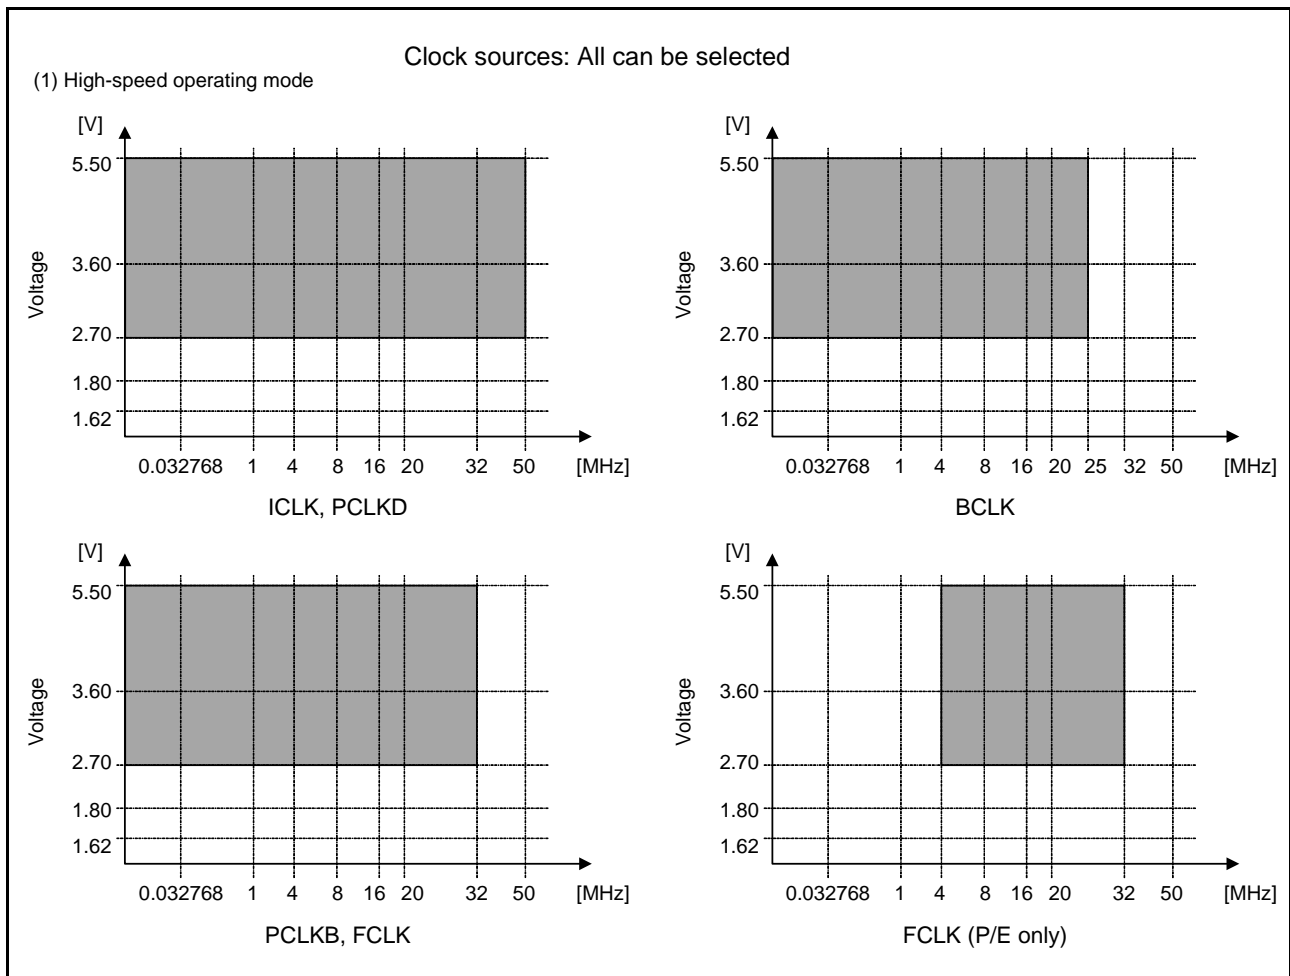 Clock sources: All can be selected
(1) High-speed operating mode
[V]
5.50
3.60
2.70
1.80
1.62
Voltage
0.032768 1 4 8 16 20 32 50 [MHz]
ICLK, PCLKD
[V]
5.50
3.60
2.70
1.80
1.62
Voltage
0.032768 1 4 8 16 20 25 32 50 [MHz]
BCLK
[V]
5.50
3.60
2.70
1.80
1.62
Voltage
0.032768 1 4 8 16 20 32 50 [MHz]
PCLKB, FCLK
[V]
5.50
3.60
2.70
1.80
1.62
Voltage
0.032768 1 4 8 16 20 32 50 [MHz]
FCLK (P/E only)